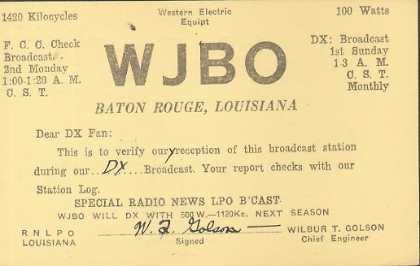 1420 Kilocycles
Western Electric
Equipt
100 Watts
F. C. C. Check
Broadcast.
2nd Monday
1:00-1:20 A. M.
C. S. T.
WJBO
DX: Broadcast
1st Sunday
1-3 A. M.
C. S. T.
Monthly
BATON ROUGE, LOUISIANA
Dear DX Fan:
This is to verify our y reception of this broadcast station
during our...DX....Broadcast. Your report checks with our
Station Log.
SPECIAL RADIO NEWS LPO B'CAST.
WJBO WILL DX WITH 500 W.—1120Kc. NEXT SEASON
R N L P O
LOUISIANA
W. T. Golson
Signed
WILBUR T. GOLSON
Chief Engineer